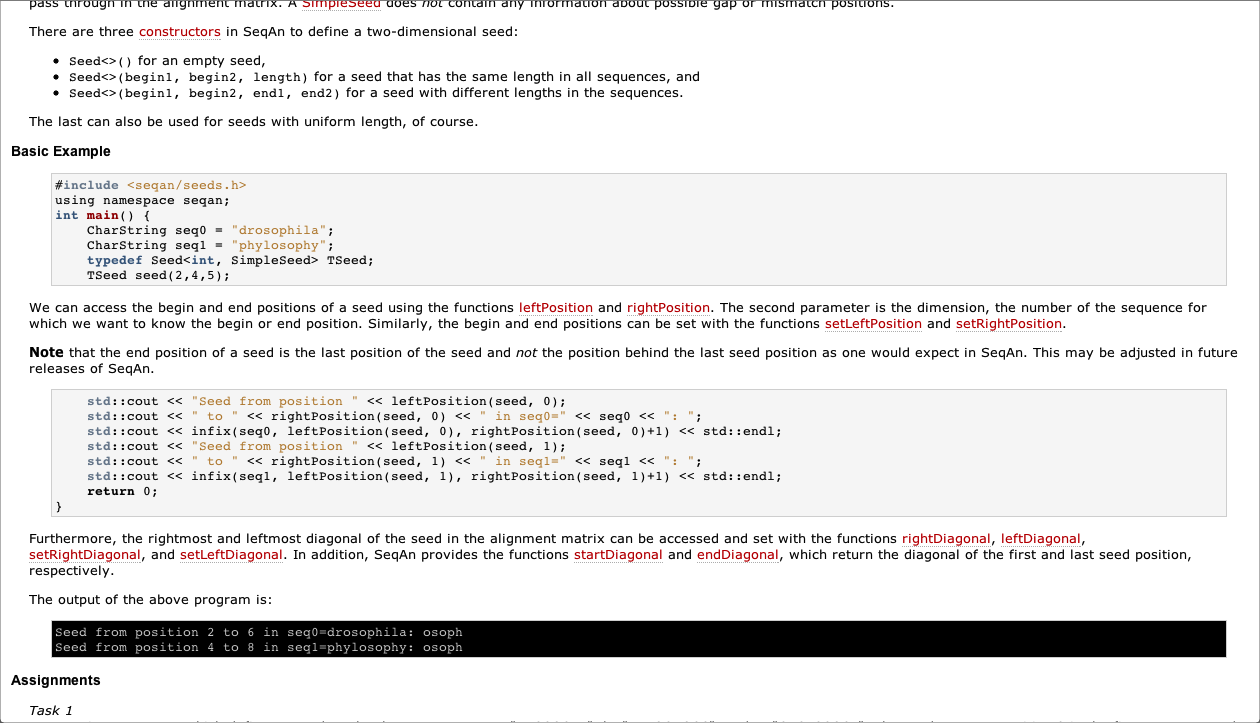 pass through in the alignment matrix. A SimpleSeed does not contain any information about possible gap or mismatch positions.
There are three constructors in SeqAn to define a two-dimensional seed:
• Seed<>() for an empty seed,
• Seed<>(begin1, begin2, length) for a seed that has the same length in all sequences, and
• Seed<>(begin1, begin2, end1, end2) for a seed with different lengths in the sequences.
The last can also be used for seeds with uniform length, of course.
Basic Example
#include <seqan/seeds.h>
using namespace seqan;
int main() {
    CharString seq0 = "drosophila";
    CharString seq1 = "phylosophy";
    typedef Seed<int, SimpleSeed> TSeed;
    TSeed seed(2,4,5);
We can access the begin and end positions of a seed using the functions leftPosition and rightPosition. The second parameter is the dimension, the number of the sequence for
which we want to know the begin or end position. Similarly, the begin and end positions can be set with the functions setLeftPosition and setRightPosition.
Note that the end position of a seed is the last position of the seed and not the position behind the last seed position as one would expect in SeqAn. This may be adjusted in future
releases of SeqAn.
    std::cout << "Seed from position " << leftPosition(seed, 0);
    std::cout << " to " << rightPosition(seed, 0) << " in seq0=" << seq0 << ": ";
    std::cout << infix(seq0, leftPosition(seed, 0), rightPosition(seed, 0)+1) << std::endl;
    std::cout << "Seed from position " << leftPosition(seed, 1);
    std::cout << " to " << rightPosition(seed, 1) << " in seq1=" << seq1 << ": ";
    std::cout << infix(seq1, leftPosition(seed, 1), rightPosition(seed, 1)+1) << std::endl;
    return 0;
}
Furthermore, the rightmost and leftmost diagonal of the seed in the alignment matrix can be accessed and set with the functions rightDiagonal, leftDiagonal,
setRightDiagonal, and setLeftDiagonal. In addition, SeqAn provides the functions startDiagonal and endDiagonal, which return the diagonal of the first and last seed position,
respectively.
The output of the above program is:
Seed from position 2 to 6 in seq0=drosophila: osoph
Seed from position 4 to 8 in seq1=phylosophy: osoph
Assignments
Task 1